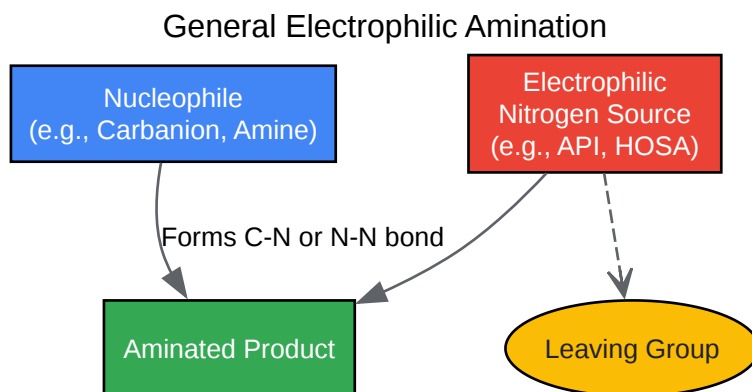 General Electrophilic Amination
Nucleophile
(e.g., Carbanion, Amine)
Electrophilic
Nitrogen Source
(e.g., API, HOSA)
Forms C-N or N-N bond
Aminated Product
Leaving Group